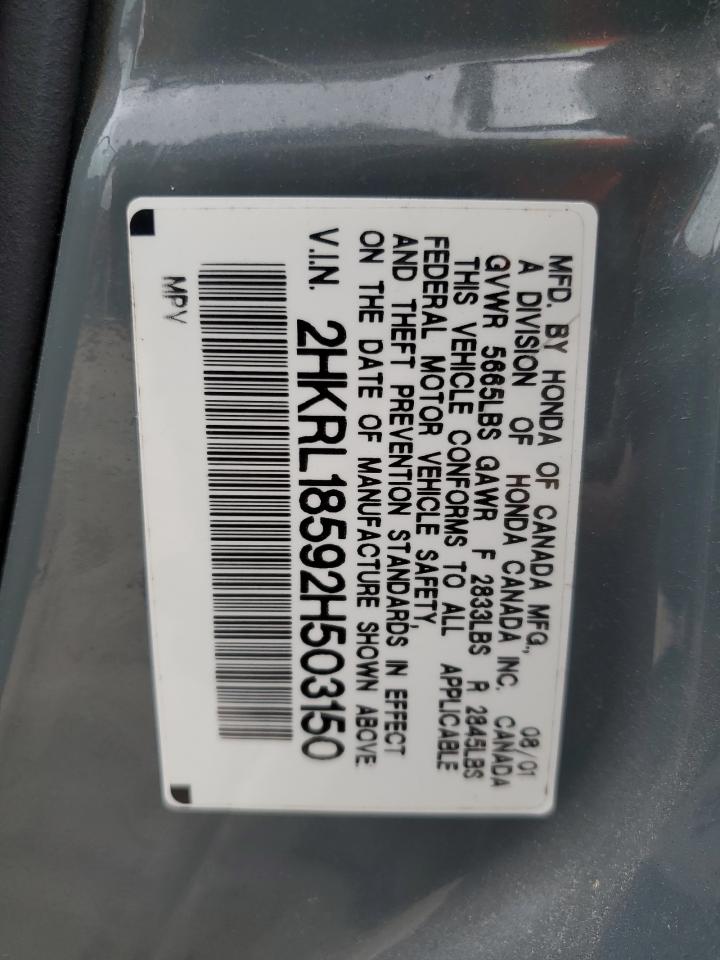 MFD. BY HONDA OF CANADA MFG., 08/01
A DIVISION OF HONDA CANADA INC. CANADA
GVWR 5665LBS GAWR F 2833LBS R 2845LBS
THIS VEHICLE CONFORMS TO ALL APPLICABLE
FEDERAL MOTOR VEHICLE SAFETY,
AND THEFT PREVENTION STANDARDS IN EFFECT
ON THE DATE OF MANUFACTURE SHOWN ABOVE.
V.I.N. 2HKRL18592H503150
MPV